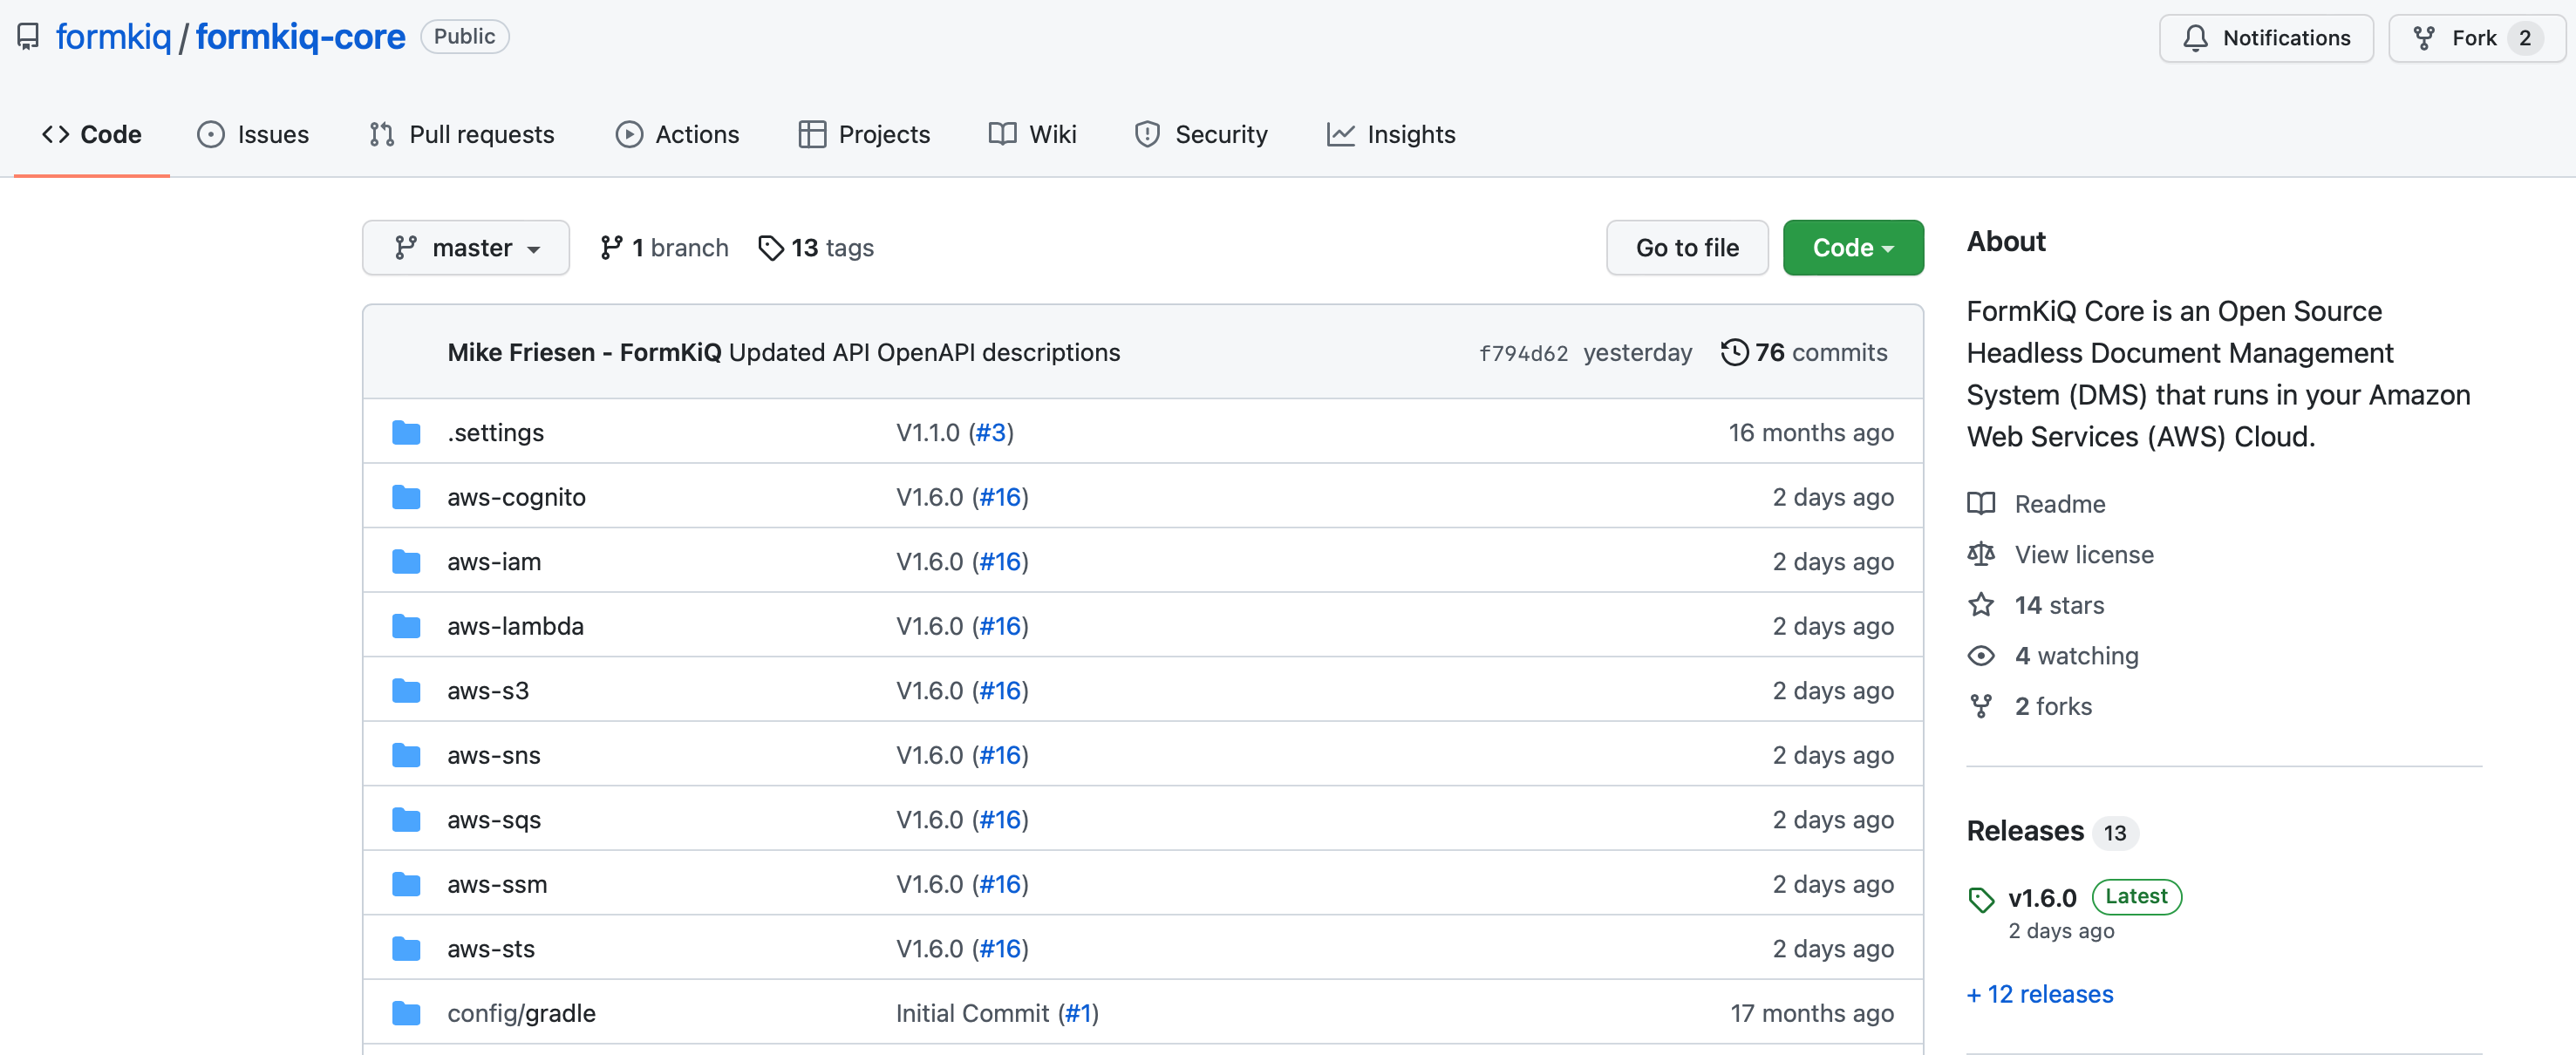 formkiq / formkiq-core Public
Notifications
Fork 2
Code
Issues
Pull requests
Actions
Projects
Wiki
Security
Insights
master
1 branch
13 tags
Go to file
Code
Mike Friesen - FormKiQ Updated API OpenAPI descriptions f794d62 yesterday 76 commits
.settings V1.1.0 (#3) 16 months ago
aws-cognito V1.6.0 (#16) 2 days ago
aws-iam V1.6.0 (#16) 2 days ago
aws-lambda V1.6.0 (#16) 2 days ago
aws-s3 V1.6.0 (#16) 2 days ago
aws-sns V1.6.0 (#16) 2 days ago
aws-sqs V1.6.0 (#16) 2 days ago
aws-ssm V1.6.0 (#16) 2 days ago
aws-sts V1.6.0 (#16) 2 days ago
config/gradle Initial Commit (#1) 17 months ago
About
FormKiQ Core is an Open Source
Headless Document Management
System (DMS) that runs in your Amazon
Web Services (AWS) Cloud.
Readme
View license
14 stars
4 watching
2 forks
Releases 13
v1.6.0 Latest
2 days ago
+ 12 releases